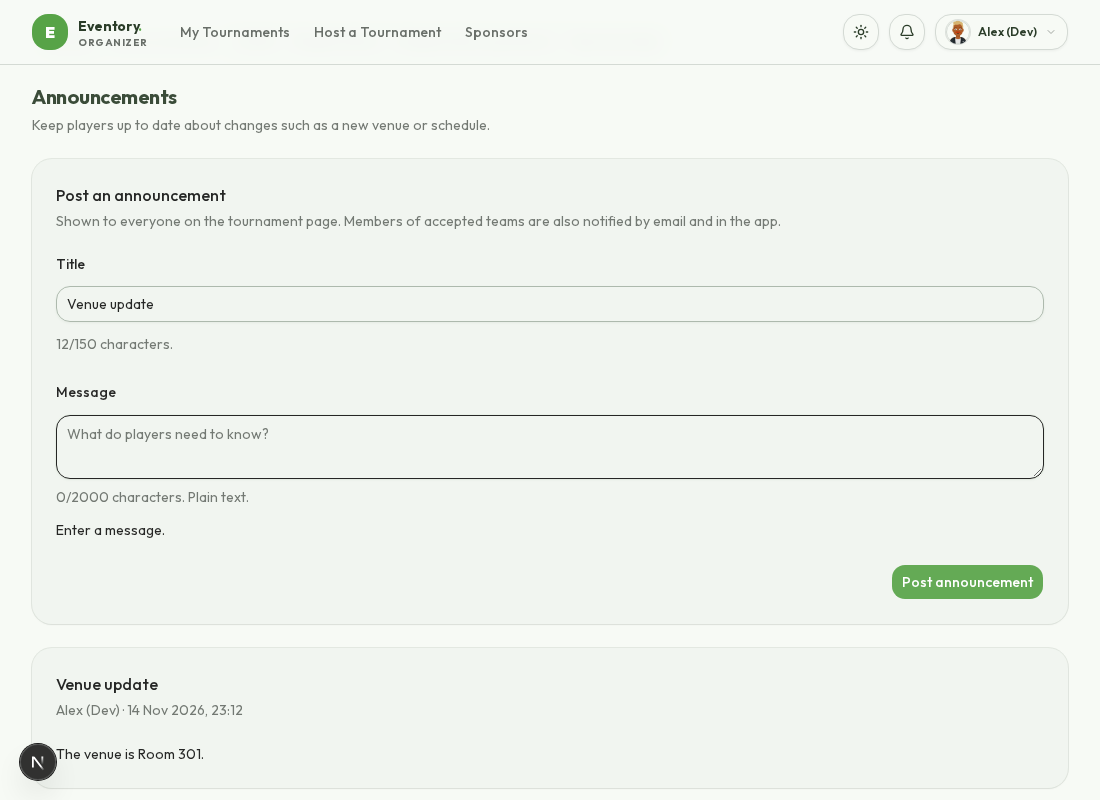 E
Eventory.
ORGANIZER
My Tournaments
Host a Tournament
Sponsors
Alex (Dev)
Announcements
Keep players up to date about changes such as a new venue or schedule.
Post an announcement
Shown to everyone on the tournament page. Members of accepted teams are also notified by email and in the app.
Title
Venue update
12/150 characters.
Message
What do players need to know?
0/2000 characters. Plain text.
Enter a message.
Post announcement
Venue update
Alex (Dev) · 14 Nov 2026, 23:12
The venue is Room 301.
N